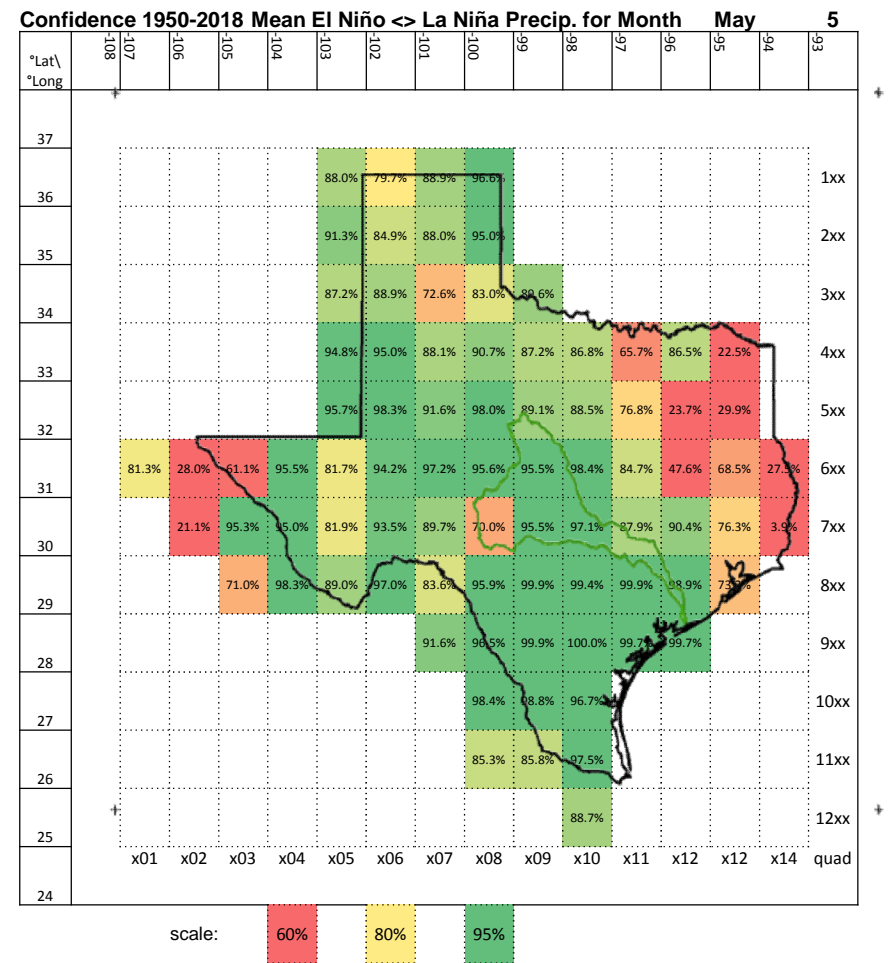 Confidence 1950-2018 Mean El Niño <> La Niña Precip. for Month May 5
°Lat\ -108 -107 -106 -105 -104 -103 -102 -101 -100 -99 -98 -97 -96 -95 -94 -93
°Long
37
88.0% 79.7% 88.9% 96.6% 1xx
36
91.3% 84.9% 88.0% 95.0% 2xx
35
87.2% 88.9% 72.6% 83.0% 89.6% 3xx
34
94.8% 95.0% 88.1% 90.7% 87.2% 86.8% 65.7% 86.5% 22.5% 4xx
33
95.7% 98.3% 91.6% 98.0% 89.1% 88.5% 76.8% 23.7% 29.9% 5xx
32
81.3% 28.0% 61.1% 95.5% 81.7% 94.2% 97.2% 95.6% 95.5% 98.4% 84.7% 47.6% 68.5% 27.5% 6xx
31
21.1% 95.3% 95.0% 81.9% 93.5% 89.7% 70.0% 95.5% 97.1% 87.9% 90.4% 76.3% 3.9% 7xx
30
71.0% 98.3% 89.0% 97.0% 83.6% 95.9% 99.9% 99.4% 99.9% 98.9% 8xx
29
91.6% 96.5% 99.9% 100.0% 99.7% 99.7% 9xx
28
98.4% 98.8% 96.7% 10xx
27
85.3% 85.8% 97.5% 11xx
26
88.7% 12xx
25
x01 x02 x03 x04 x05 x06 x07 x08 x09 x10 x11 x12 x12 x14 quad
24
scale: 60% 80% 95%